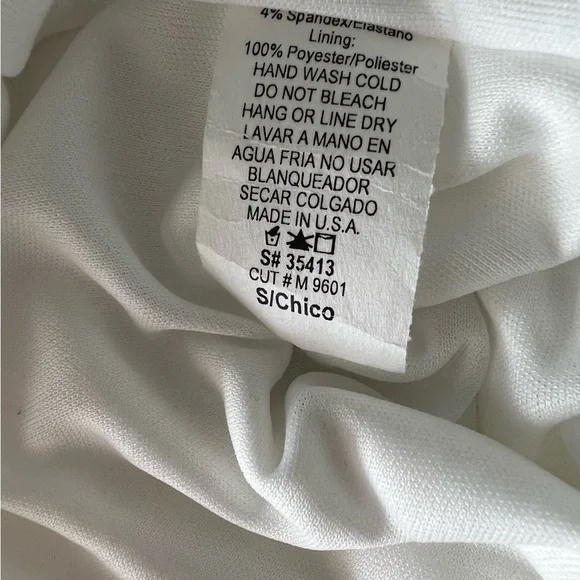 4% Spandex/Elastano
Lining:
100% Poyester/Poliester
HAND WASH COLD
DO NOT BLEACH
HANG OR LINE DRY
LAVAR A MANO EN
AGUA FRIA NO USAR
BLANQUEADOR
SECAR COLGADO
MADE IN U.S.A.
S# 35413
CUT # M 9601
S/Chico